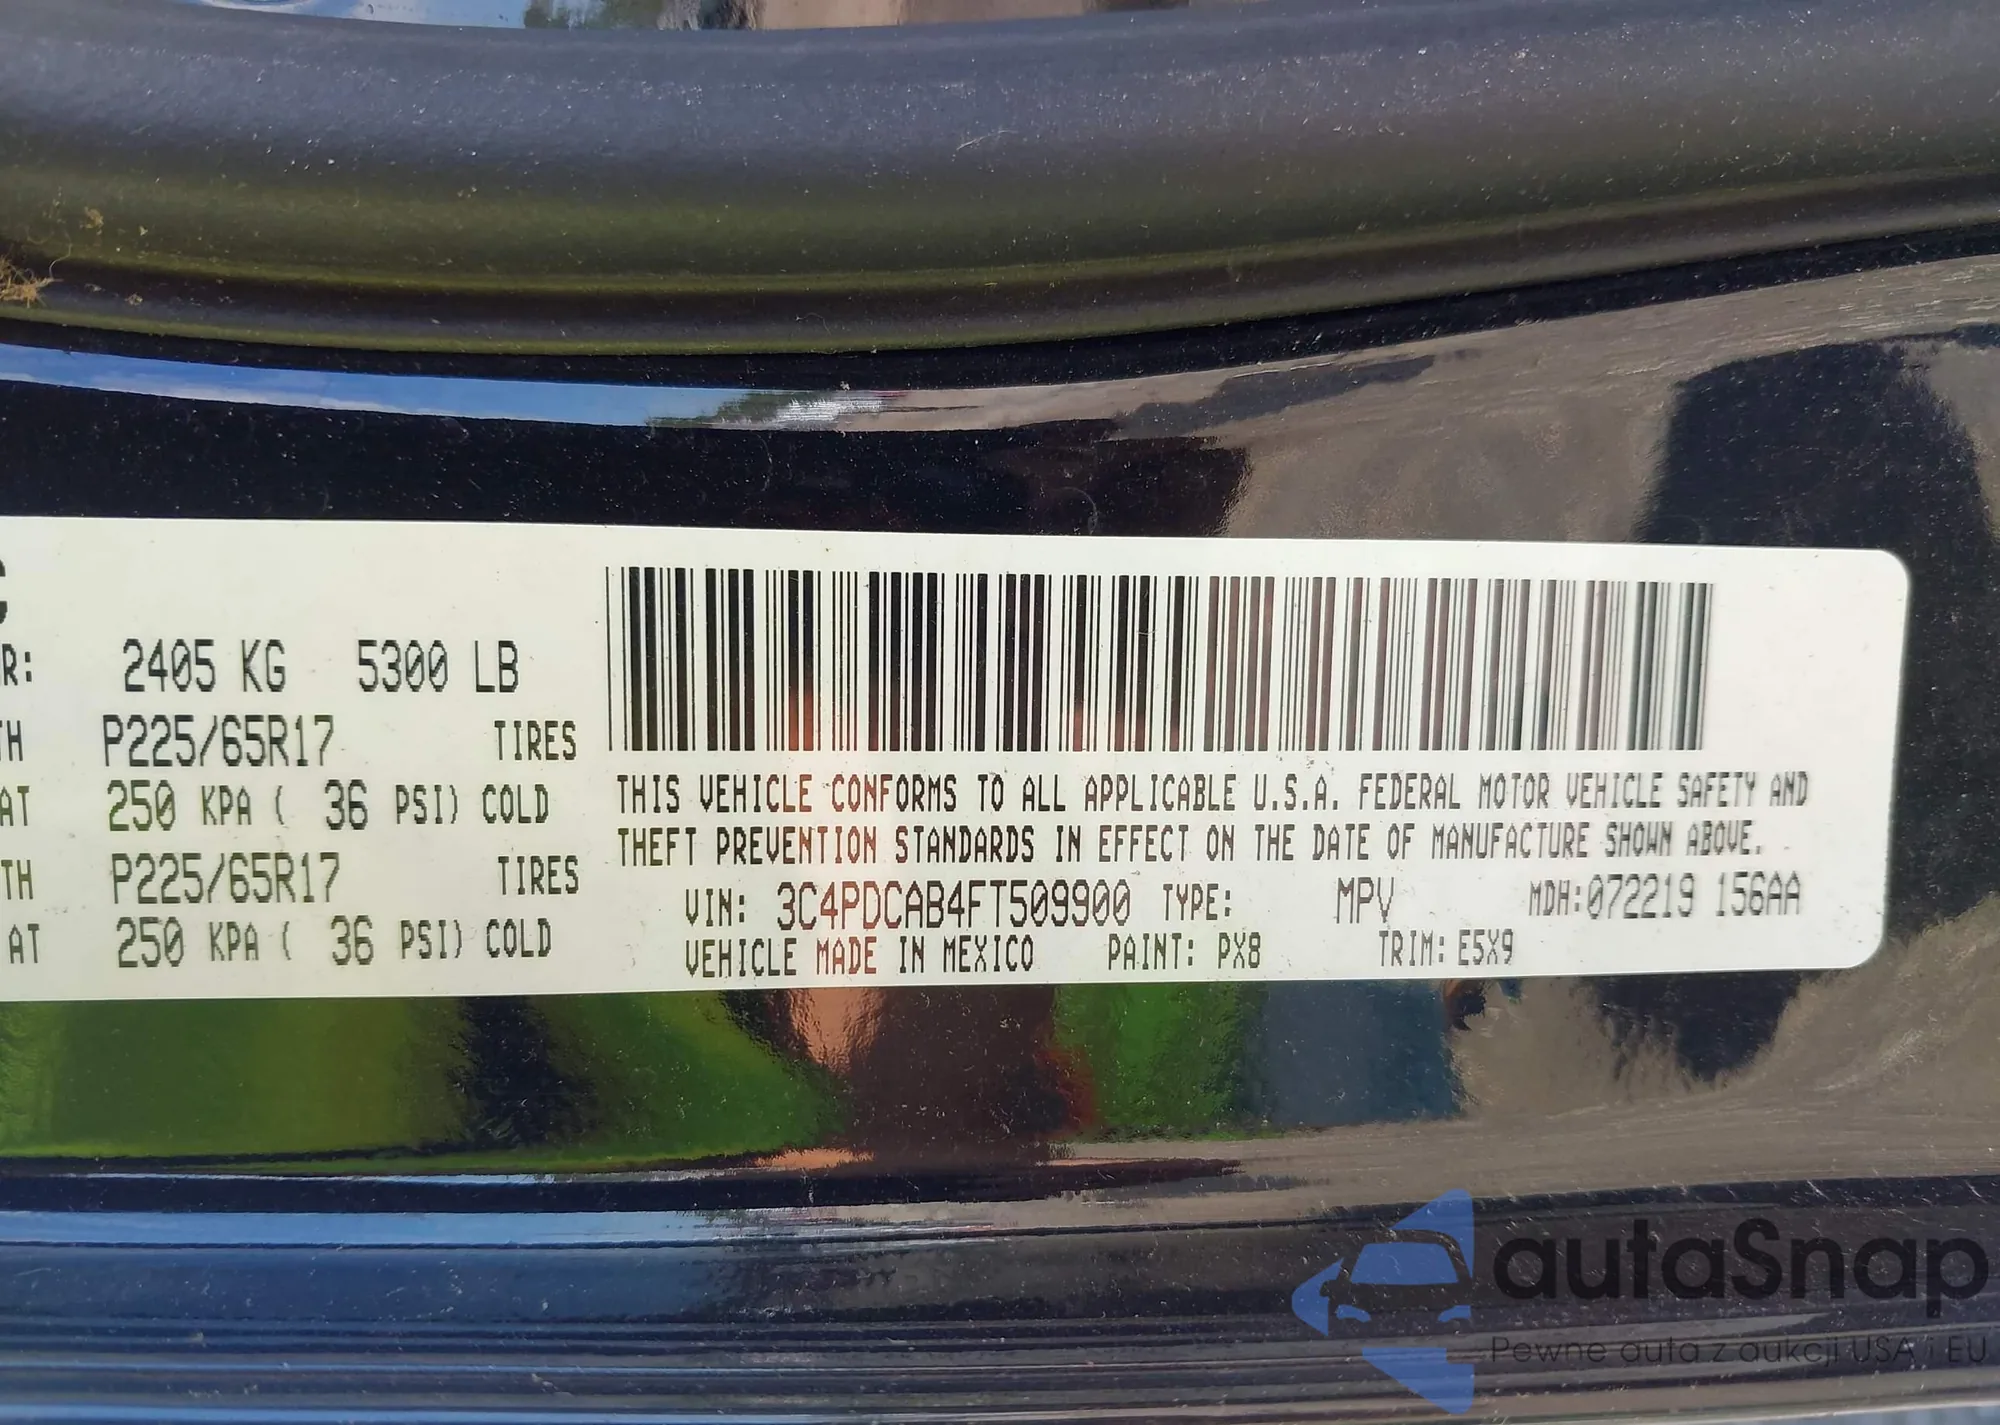 C
R: 2405 KG 5300 LB
TH P225/65R17 TIRES
AT 250 KPA ( 36 PSI) COLD
TH P225/65R17 TIRES
AT 250 KPA ( 36 PSI) COLD
THIS VEHICLE CONFORMS TO ALL APPLICABLE U.S.A. FEDERAL MOTOR VEHICLE SAFETY AND
THEFT PREVENTION STANDARDS IN EFFECT ON THE DATE OF MANUFACTURE SHOWN ABOVE.
VIN: 3C4PDCAB4FT509900 TYPE: MPV MDH:072219 156AA
VEHICLE MADE IN MEXICO PAINT: PX8 TRIM: E5X9
autaSnap
Pewne auta z aukcji USA i EU